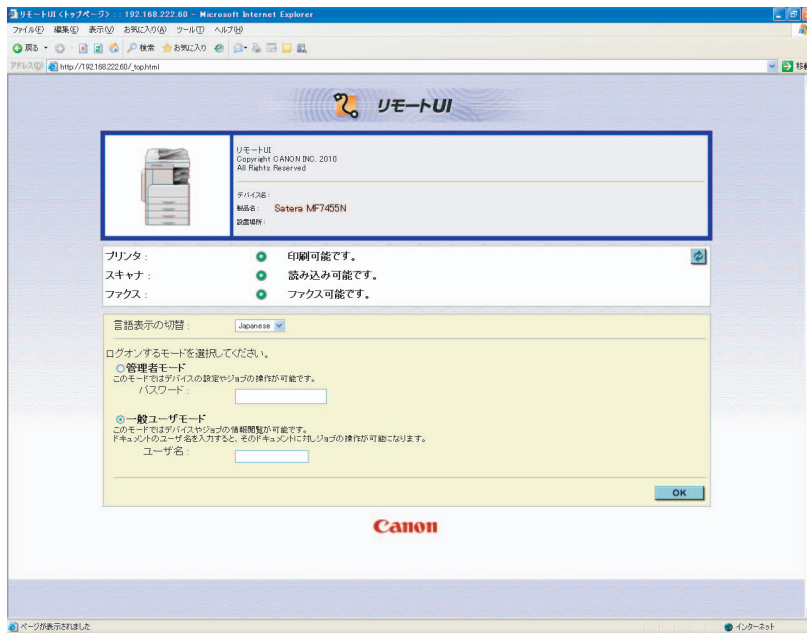 リモートUI <トップページ> : : 192.168.222.60 - Microsoft Internet Explorer
ファイル(F) 編集(E) 表示(V) お気に入り(A) ツール(T) ヘルプ(H)
戻る 検索 お気に入り
アドレス(D) http://192.168.222.60/_top.html 移動
リモートUI
リモートUI
Copyright CANON INC. 2010
All Rights Reserved
デバイス名 :
製品名 : Satera MF7455N
設置場所 :
プリンタ : 印刷可能です。
スキャナ : 読み込み可能です。
ファクス : ファクス可能です。
言語表示の切替 : Japanese
ログオンするモードを選択してください。
管理者モード
このモードではデバイスの設定やジョブの操作が可能です。
パスワード :
一般ユーザモード
このモードではデバイスやジョブの情報閲覧が可能です。
ドキュメントのユーザ名を入力すると、そのドキュメントに対しジョブの操作が可能になります。
ユーザ名 :
OK
Canon
ページが表示されました インターネット